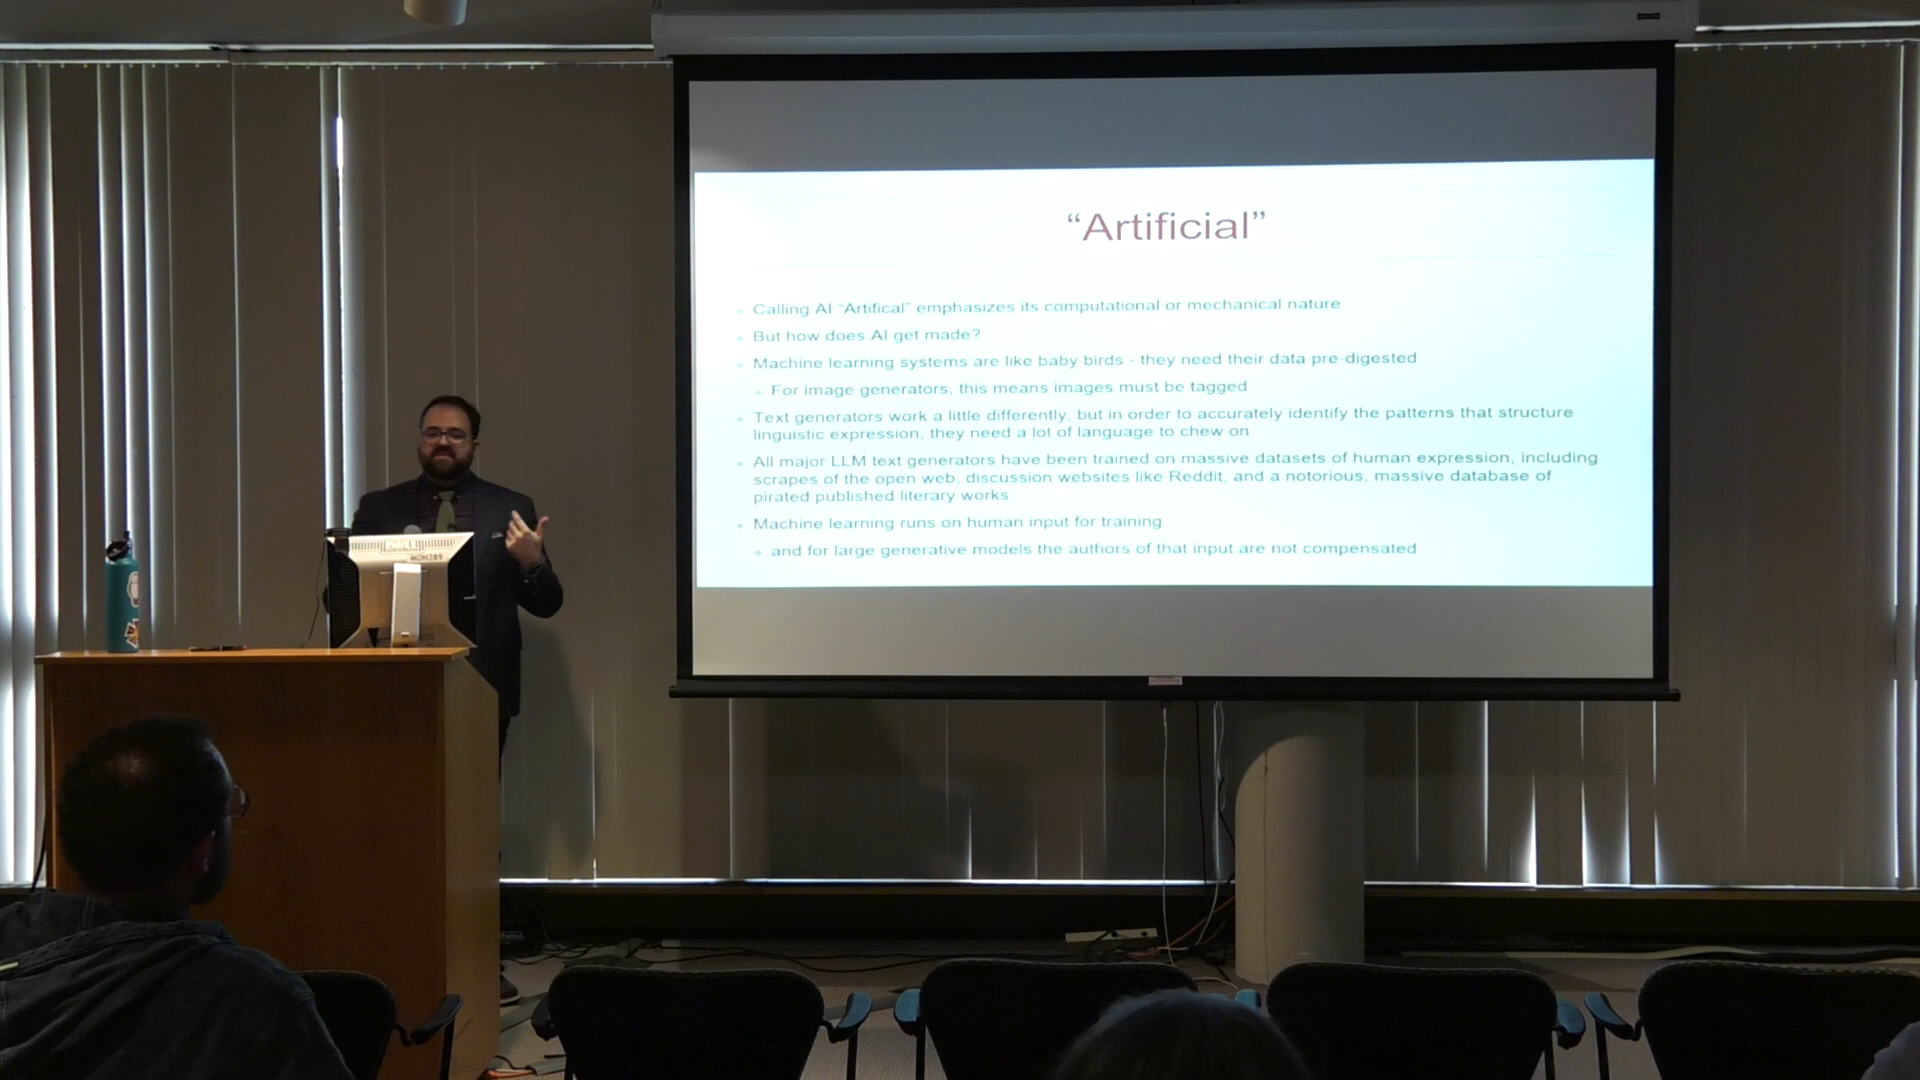 “Artificial”
Calling AI “Artifical” emphasizes its computational or mechanical nature
But how does AI get made?
Machine learning systems are like baby birds - they need their data pre-digested
For image generators, this means images must be tagged
Text generators work a little differently, but in order to accurately identify the patterns that structure
linguistic expression, they need a lot of language to chew on
All major LLM text generators have been trained on massive datasets of human expression, including
scrapes of the open web, discussion websites like Reddit, and a notorious, massive database of
pirated published literary works
Machine learning runs on human input for training
and for large generative models the authors of that input are not compensated